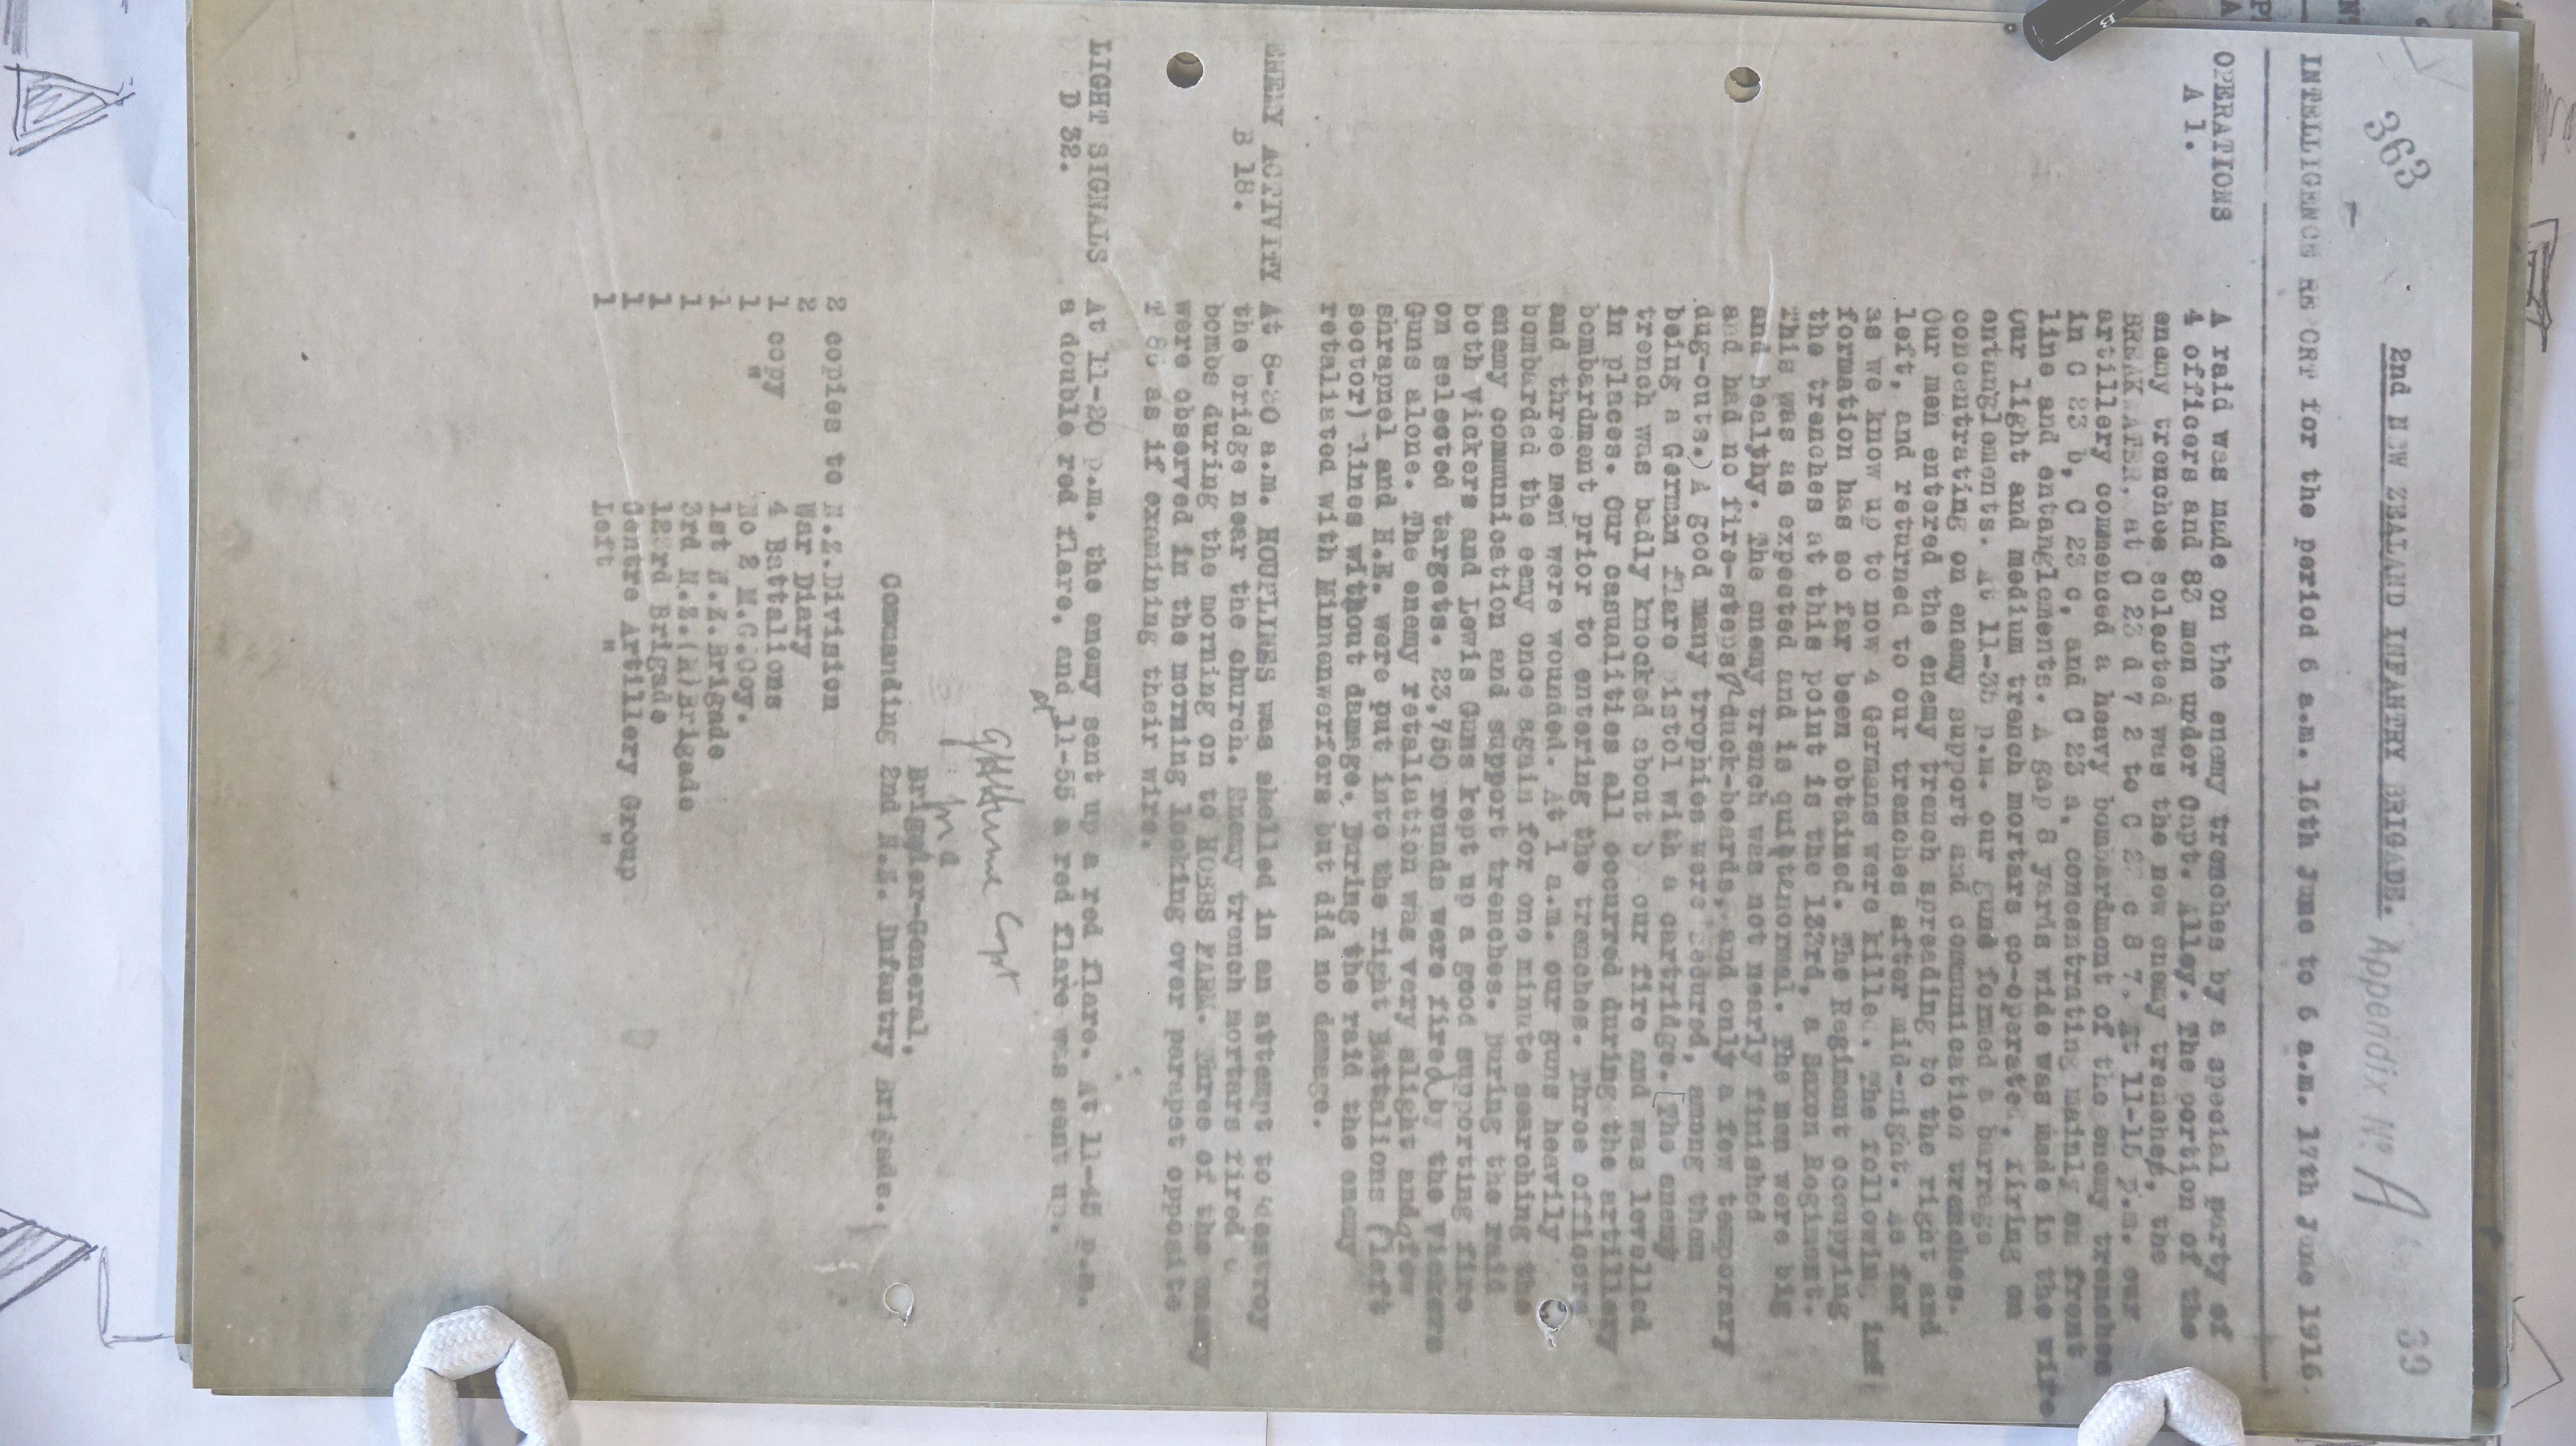 363
2nd NEW ZEALAND INFANTRY BRIGADE. Appendix No A 39
INTELLIGENCE REPORT for the period 6 a.m. 16th June to 6 a.m. 17th June 1916.
OPERATIONS A raid was made on the enemy trenches by a special party of
A 1. 4 officers and 83 men under Capt. Alley. The portion of the
enemy trenches selected was the new enemy trenches, the
BREAKWATER, at C 23 d 7 2 to C 2 c 8 7. At 11-15 p.m. our
artillery commenced a heavy bombardment of the enemy trenches
in C 23 b, C 23 c, and C 23 a, concentrating mainly on front
line and entanglements. A gap 8 yards wide was made in the wire
Our light and medium trench mortars co-operated, firing on
entanglements. At 11-35 p.m. our guns formed a barrage
concentrating on enemy support and communication trenches.
Our men entered the enemy trench spreading to the right and
left, and returned to our trenches after mid-night. As far
as we know up to now 4 Germans were killed. The following inf
formation has so far been obtained. The Regiment occupying
the trenches at this point is the 133rd, a Saxon Regiment.
This was as expected and is quite normal. The men were big
and healthy. The enemy trench was not nearly finished
and had no fire-steps, duck-boards, and only a few temporary
dug-outs.) A good many trophies were secured, among them
being a German flare pistol with a cartridge. [The enemy
trench was badly knocked about by our fire and was levelled
in places. Our casualities all occurred during the artillery
bombardment prior to entering the trenches. Three officers
and three men were wounded. At 1 a.m. our guns heavily
bombarded the eemy once again for one minute searching the
enemy communication and support trenches. During the raid
both Vickers and Lewis Guns kept up a good supporting fire
on selected targets. 23,750 rounds were fired by the Vickers
Guns alone. The enemy retaliation was very slight and few
shrapnel and H.E. were put into the right Battalions (left
sector) lines without damage. During the raid the enemy
retaliated with Minnenwerfers but did no damage.
ENEMY ACTIVITY At 8-30 a.m. HOUPLINES was shelled in an attempt to destroy
B 18. the bridge near the church. Enemy trench mortars fired
bombs during the morning on to HOBBS FARM. Three of the enemy
were observed in the morning looking over parapet opposite
T 8 as if examining their wire.
LIGHT SIGNALS At 11-20 p.m. the enemy sent up a red flare. At 11-45 p.m.
D 32. a double red flare, and at 11-55 a red flare was sent up.
Capt
Brigadier-General,
Commanding 2nd N.Z. Infantry Brigade.
2 copies to N.Z.Division
2 War Diary
1 copy 4 Battalions
1 " No 2 M.G.Coy.
1 1st N.Z.Brigade
1 3rd N.Z.(R)Brigade
1 123rd Brigade
1 Centre Artillery Group
1 Left " "